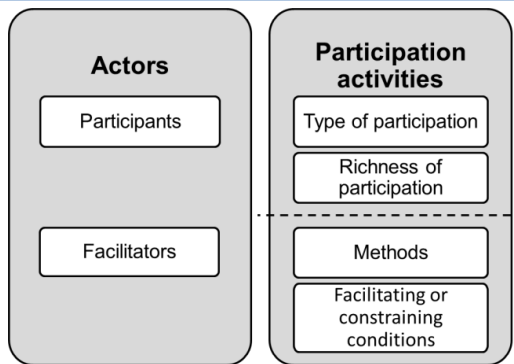 Actors
Participants
Facilitators
Participation
activities
Type of participation
Richness of
participation
Methods
Facilitating or
constraining
conditions